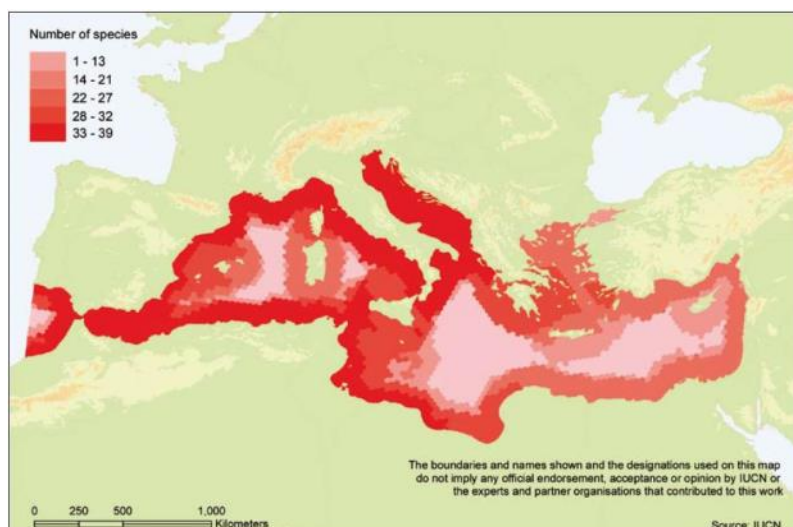 Number of species
1 - 13
14 - 21
22 - 27
28 - 32
33 - 39
The boundaries and names shown and the designations used on this map
do not imply any official endorsement, acceptance or opinion by IUCN or
the experts and partner organisations that contributed to this work
0 250 500 1,000
Kilometers
Source: IUCN